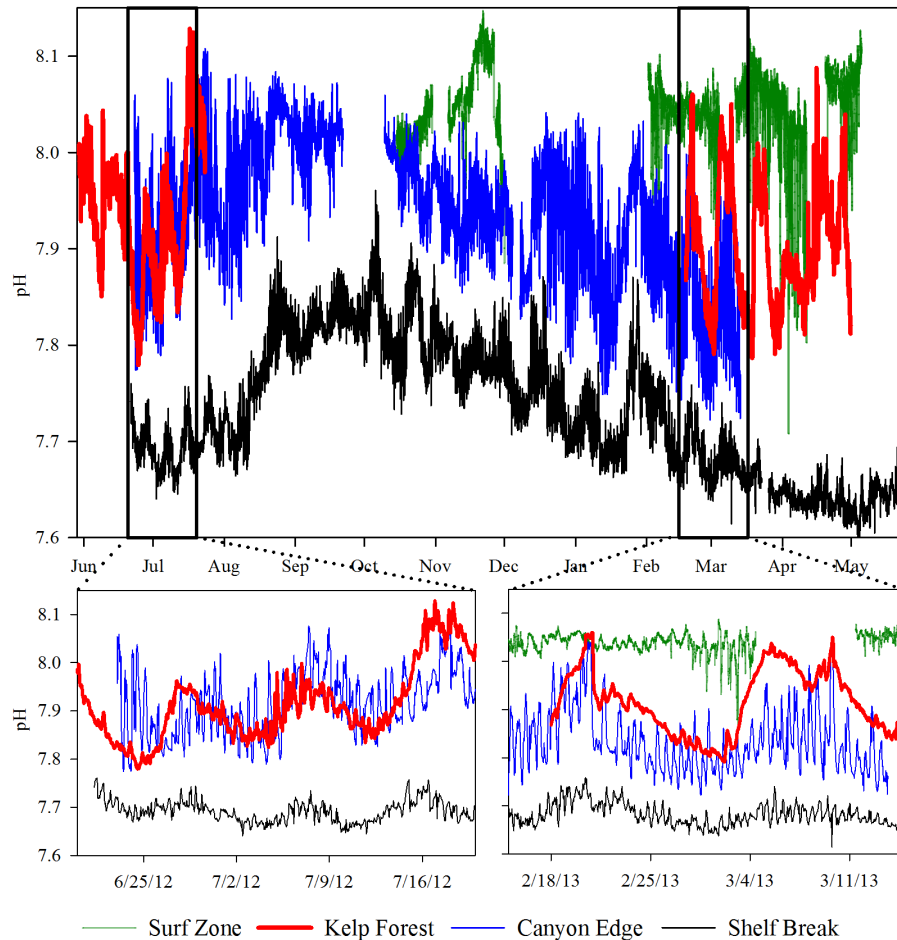 8.1
8.0
7.9
7.8
7.7
7.6
pH
Jun Jul Aug Sep Oct Nov Dec Jan Feb Mar Apr May
8.1
8.0
7.9
7.8
7.7
7.6
pH
6/25/12 7/2/12 7/9/12 7/16/12
2/18/13 2/25/13 3/4/13 3/11/13
Surf Zone Kelp Forest Canyon Edge Shelf Break